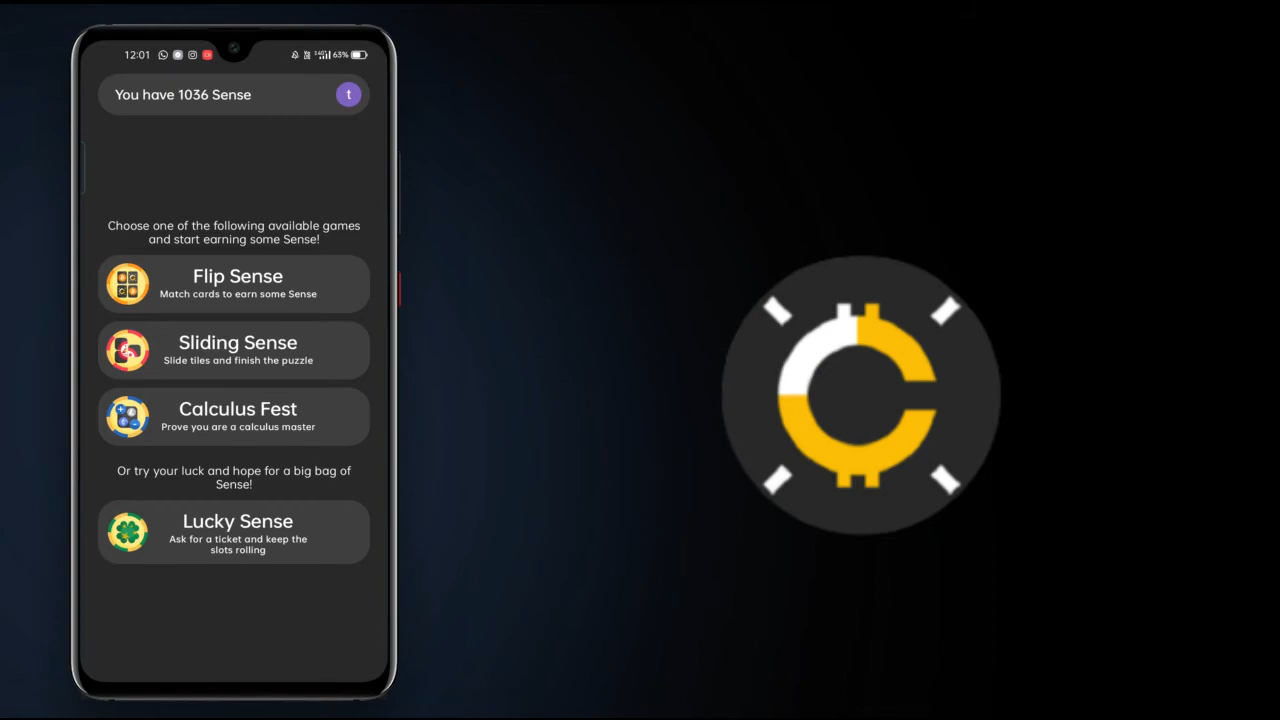 12:01
63%
You have 1036 Sense
t
Choose one of the following available games
and start earning some Sense!
Flip Sense
Match cards to earn some Sense
Sliding Sense
Slide tiles and finish the puzzle
Calculus Fest
Prove you are a calculus master
Or try your luck and hope for a big bag of
Sense!
Lucky Sense
Ask for a ticket and keep the
slots rolling